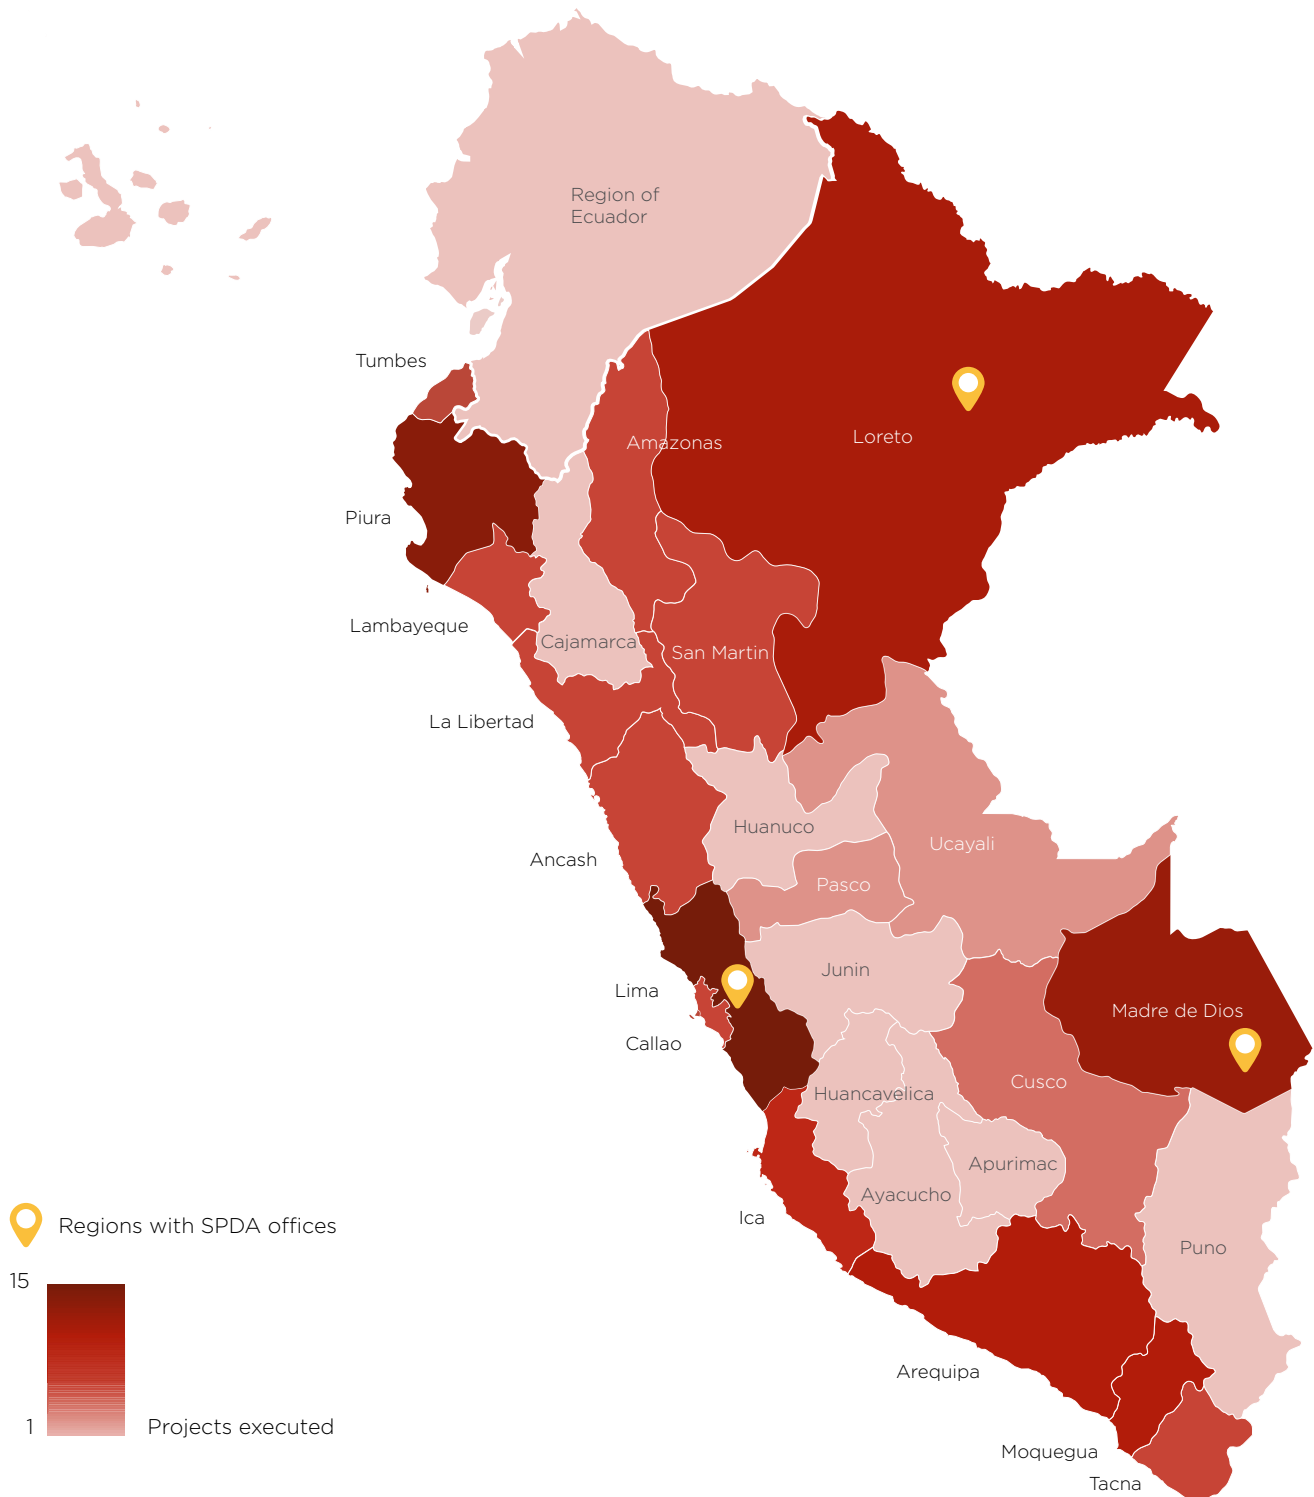 Region of
Ecuador
Tumbes
Amazonas
Loreto
Piura
Lambayeque
Cajamarca
San Martin
La Libertad
Huanuco
Ucayali
Ancash
Pasco
Junin
Lima
Madre de Dios
Callao
Cusco
Huancavelica
Apurimac
Ayacucho
Ica
Regions with SPDA offices
Puno
15
Arequipa
1
Projects executed
Moquegua
Tacna